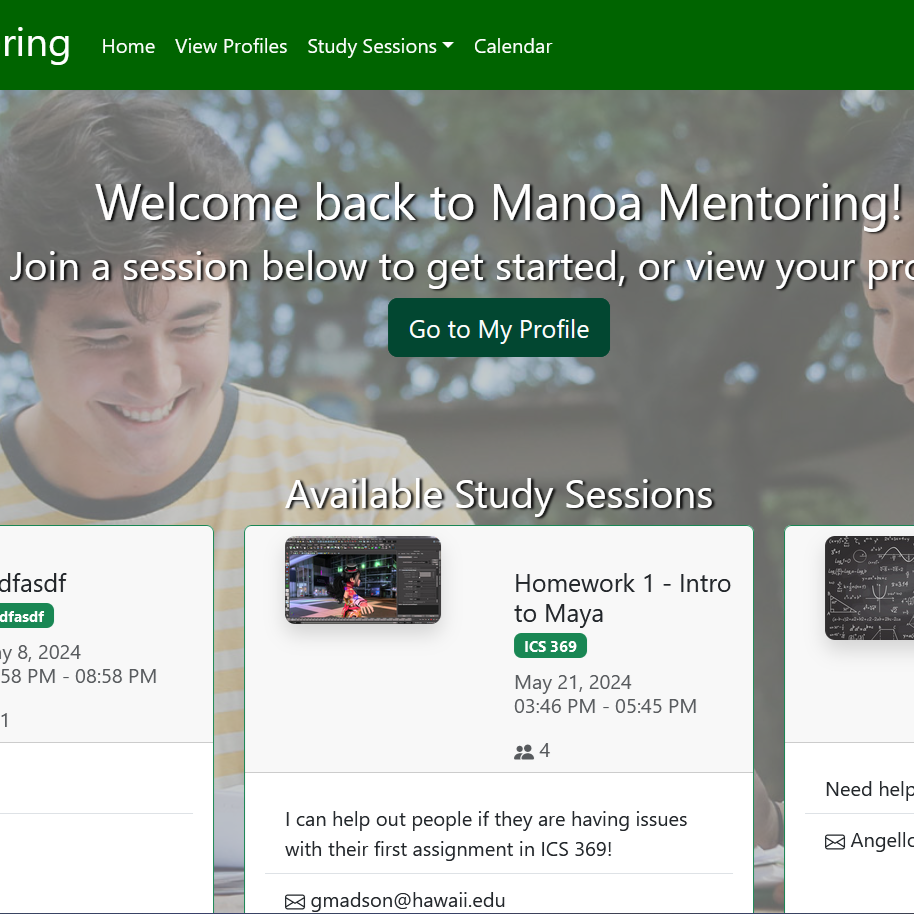 ring Home View Profiles Study Sessions Calendar
Welcome back to Manoa Mentoring!
Join a session below to get started, or view your pro
Go to My Profile
Available Study Sessions
dfasdf
dfasdf
y 8, 2024
58 PM - 08:58 PM
1
Homework 1 - Intro
to Maya
ICS 369
May 21, 2024
03:46 PM - 05:45 PM
4
I can help out people if they are having issues
with their first assignment in ICS 369!
gmadson@hawaii.edu
Need help
Angello